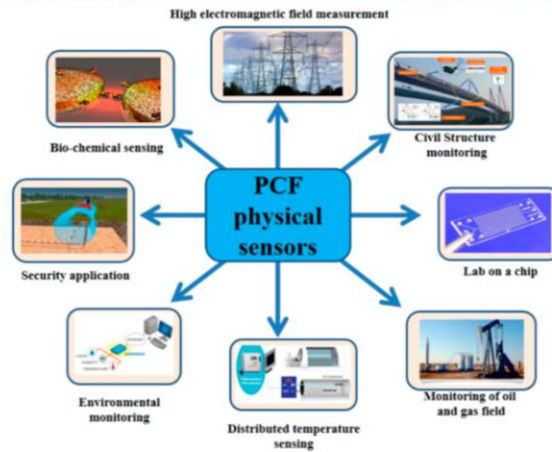 High electromagnetic field measurement
Bio-chemical sensing
Civil Structure
monitoring
PCF
physical
sensors
Security application
Lab on a chip
Environmental
monitoring
Distributed temperature
sensing
Monitoring of oil
and gas field